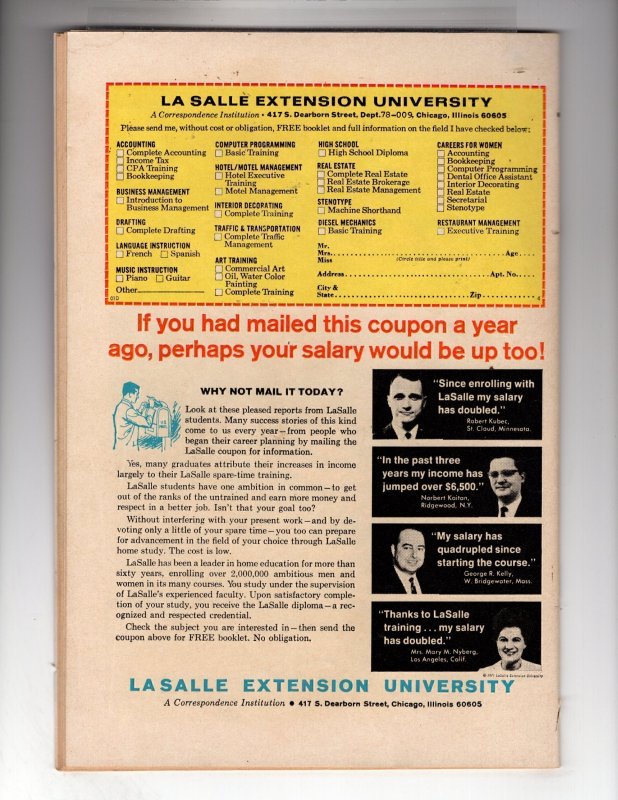 LA SALLE EXTENSION UNIVERSITY
A Correspondence Institution • 417 S. Dearborn Street, Dept. 78-009, Chicago, Illinois 60605
Please send me, without cost or obligation, FREE booklet and full information on the field I have checked below:
ACCOUNTING
Complete Accounting
Income Tax
CPA Training
Bookkeeping
BUSINESS MANAGEMENT
Introduction to
Business Management
DRAFTING
Complete Drafting
LANGUAGE INSTRUCTION
French Spanish
MUSIC INSTRUCTION
Piano Guitar
Other
010
COMPUTER PROGRAMMING
Basic Training
HOTEL/MOTEL MANAGEMENT
Hotel Executive
Training
Motel Management
INTERIOR DECORATING
Complete Training
TRAFFIC & TRANSPORTATION
Complete Traffic
Management
ART TRAINING
Commercial Art
Oil, Water Color
Painting
Complete Training
HIGH SCHOOL
High School Diploma
REAL ESTATE
Complete Real Estate
Real Estate Brokerage
Real Estate Management
STENOTYPE
Machine Shorthand
DIESEL MECHANICS
Basic Training
CAREERS FOR WOMEN
Accounting
Bookkeeping
Computer Programming
Dental Office Assistant
Interior Decorating
Real Estate
Secretarial
Stenotype
RESTAURANT MANAGEMENT
Executive Training
Mr.
Mrs. Age
Miss (Circle title and please print)
Address Apt. No.
City &
State Zip
If you had mailed this coupon a year
ago, perhaps your salary would be up too!
WHY NOT MAIL IT TODAY?
Look at these pleased reports from LaSalle
students. Many success stories of this kind
come to us every year—from people who
began their career planning by mailing the
LaSalle coupon for information.
Yes, many graduates attribute their increases in income
largely to their LaSalle spare-time training.
LaSalle students have one ambition in common—to get
out of the ranks of the untrained and earn more money and
respect in a better job. Isn't that your goal too?
Without interfering with your present work—and by de-
voting only a little of your spare time—you too can prepare
for advancement in the field of your choice through LaSalle
home study. The cost is low.
LaSalle has been a leader in home education for more than
sixty years, enrolling over 2,000,000 ambitious men and
women in its many courses. You study under the supervision
of LaSalle's experienced faculty. Upon satisfactory comple-
tion of your study, you receive the LaSalle diploma—a rec-
ognized and respected credential.
Check the subject you are interested in—then send the
coupon above for FREE booklet. No obligation.
"Since enrolling with
LaSalle my salary
has doubled."
Robert Kubec,
St. Cloud, Minnesota.
"In the past three
years my income has
jumped over $6,500."
Norbert Kaitan,
Ridgewood, N.Y.
"My salary has
quadrupled since
starting the course."
George R. Kelly,
W. Bridgewater, Mass.
"Thanks to LaSalle
training...my salary
has doubled."
Mrs. Mary M. Nyberg,
Los Angeles, Calif.
© 1971 LaSalle Extension University
LA SALLE EXTENSION UNIVERSITY
A Correspondence Institution • 417 S. Dearborn Street, Chicago, Illinois 60605